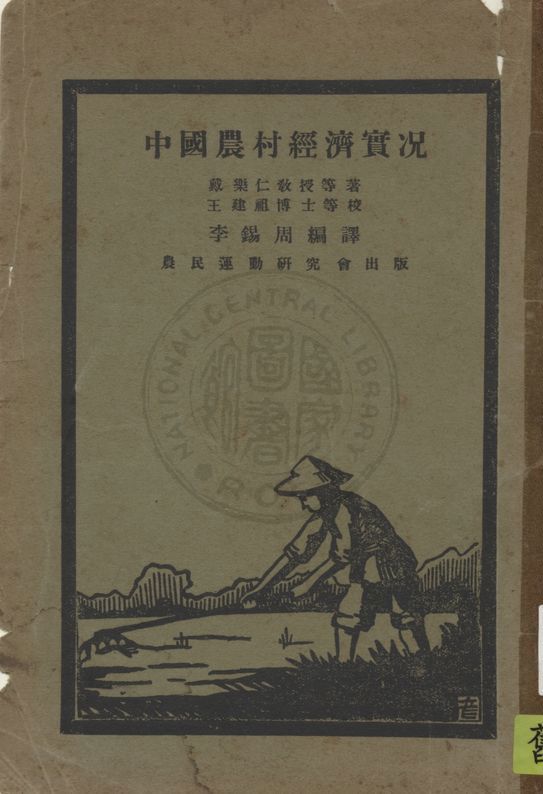 中國農村經濟實况
戴樂仁教授等著
王建祖博士等校
李錫周編譯
農民運動研究會出版
NATIONAL CENTRAL LIBRARY
國家圖書館
R.O.C.
舊